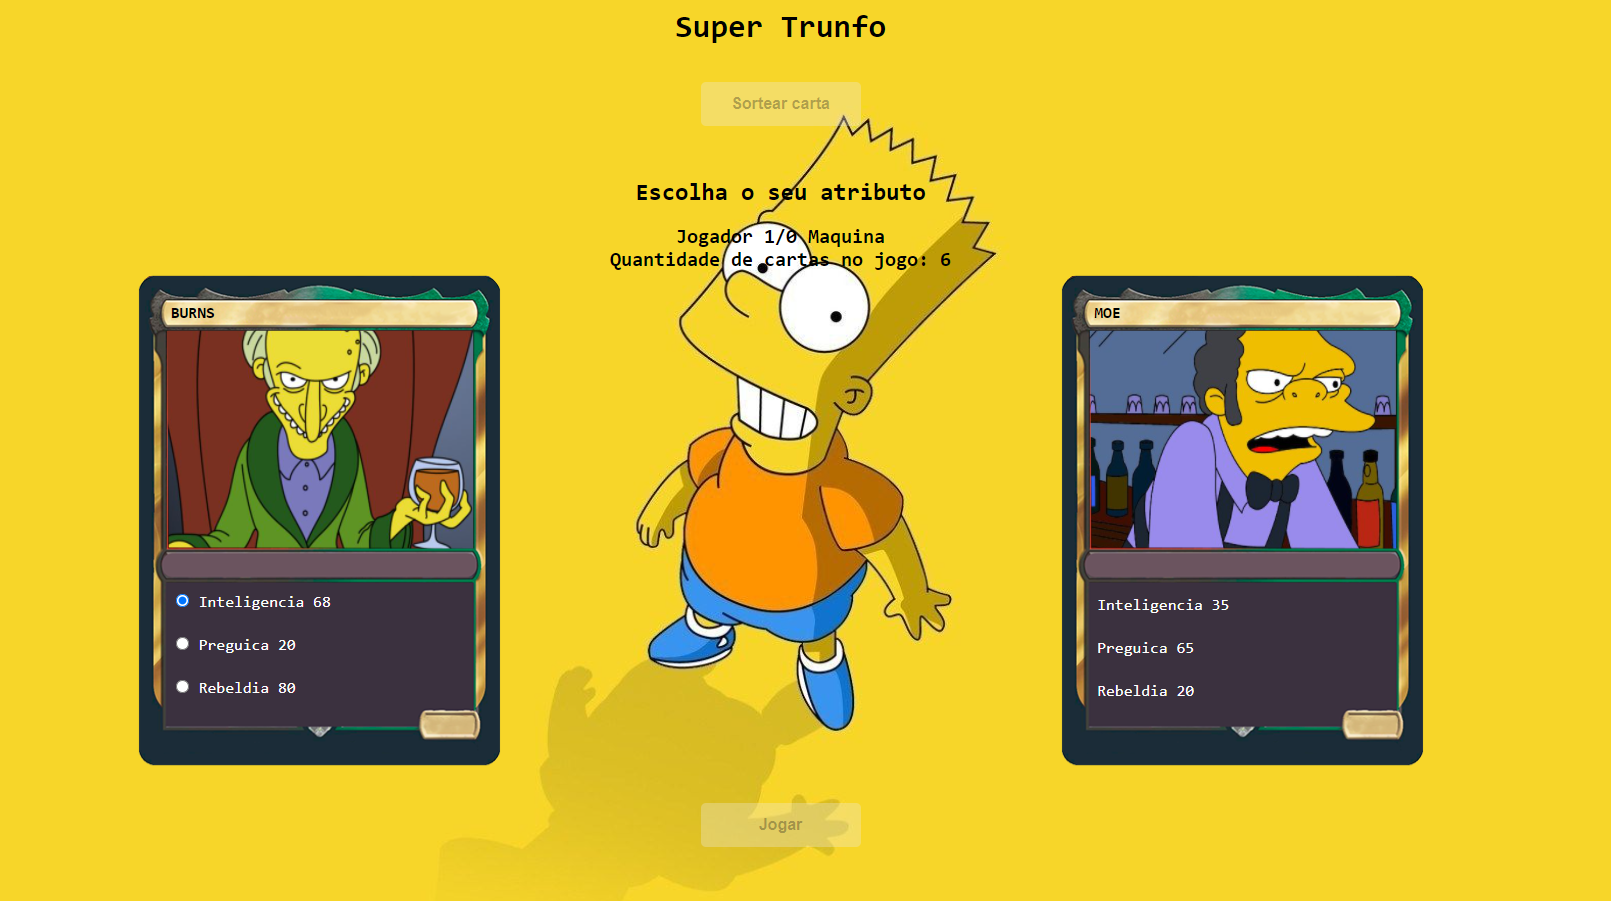 Super Trunfo
Sortear carta
Escolha o seu atributo
Jogador 1/0 Maquina
Quantidade de cartas no jogo: 6
BURNS
Inteligencia 68
Preguica 20
Rebeldia 80
MOE
Inteligencia 35
Preguica 65
Rebeldia 20
Jogar